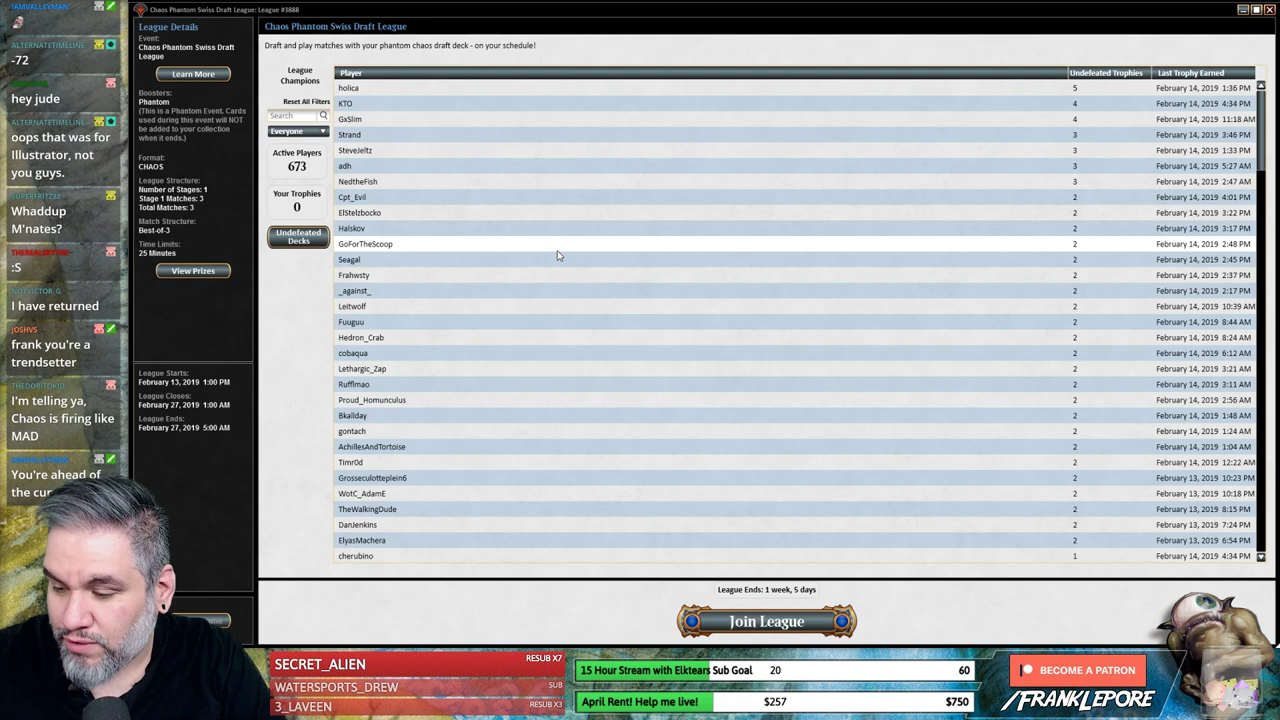 IAMVALLEYMAN
ALTERNATETIMELINE
-72
hey jude
ALTERNATETIMELINE
oops that was for
Illustrator, not
you guys.
SUPERFRITZ88
Whaddup
M'nates?
:S
NOTVICTOR_G
I have returned
JOSHVS
frank you're a
trendsetter
THEDORITOKID
I'm telling ya,
Chaos is firing like
MAD
You're ahead of
the cur
Chaos Phantom Swiss Draft League: League #3888
League Details
Event:
Chaos Phantom Swiss Draft
League
Learn More
Boosters:
Phantom
(This is a Phantom Event. Cards
used during this event will NOT
be added to your collection
when it ends.)
Format:
CHAOS
League Structure:
Number of Stages: 1
Stage 1 Matches: 3
Total Matches: 3
Match Structure:
Best-of-3
Time Limits:
25 Minutes
View Prizes
League Starts:
February 13, 2019 1:00 PM
League Closes:
February 27, 2019 1:00 AM
League Ends:
February 27, 2019 5:00 AM
Chaos Phantom Swiss Draft League
Draft and play matches with your phantom chaos draft deck - on your schedule!
League
Champions
Reset All Filters
Search
Everyone
Active Players
673
Your Trophies
0
Undefeated
Decks
Player Undefeated Trophies Last Trophy Earned
holica 5 February 14, 2019 1:36 PM
KTO 4 February 14, 2019 4:34 PM
GxSlim 4 February 14, 2019 11:18 AM
Strand 3 February 14, 2019 3:46 PM
SteveJeltz 3 February 14, 2019 1:33 PM
adh 3 February 14, 2019 5:27 AM
NedtheFish 3 February 14, 2019 2:47 AM
Cpt_Evil 2 February 14, 2019 4:01 PM
ElStelzbocko 2 February 14, 2019 3:22 PM
Halskov 2 February 14, 2019 3:17 PM
GoForTheScoop 2 February 14, 2019 2:48 PM
Seagal 2 February 14, 2019 2:45 PM
Frahwsty 2 February 14, 2019 2:37 PM
_against_ 2 February 14, 2019 2:17 PM
Leitwolf 2 February 14, 2019 10:39 AM
Fuuguu 2 February 14, 2019 8:44 AM
Hedron_Crab 2 February 14, 2019 8:24 AM
cobaqua 2 February 14, 2019 6:12 AM
Lethargic_Zap 2 February 14, 2019 3:21 AM
Rufflmao 2 February 14, 2019 3:11 AM
Proud_Homunculus 2 February 14, 2019 2:56 AM
Bkallday 2 February 14, 2019 1:48 AM
gontach 2 February 14, 2019 1:24 AM
AchillesAndTortoise 2 February 14, 2019 1:04 AM
Timr0d 2 February 14, 2019 12:22 AM
Grosseculotteplein6 2 February 13, 2019 10:23 PM
WotC_AdamE 2 February 13, 2019 10:18 PM
TheWalkingDude 2 February 13, 2019 8:15 PM
DanJenkins 2 February 13, 2019 7:24 PM
ElyasMachera 2 February 13, 2019 6:54 PM
cherubino 1 February 14, 2019 4:34 PM
League Ends: 1 week, 5 days
Join League
SECRET_ALIEN RESUB X7
WATERSPORTS_DREW SUB
3_LAVEEN RESUB X3
15 Hour Stream with Elktears Sub Goal 20 60
April Rent! Help me live! $257 $750
BECOME A PATRON
/FRANKLEPORE